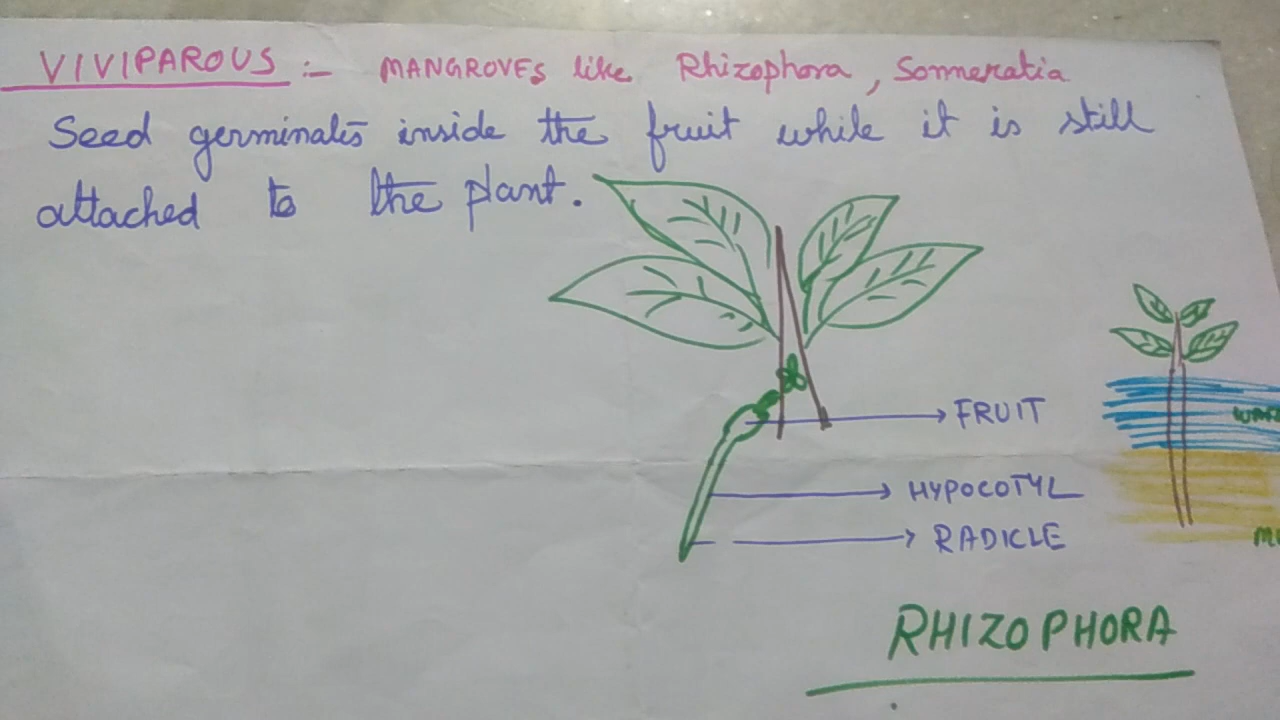 VIVIPAROUS :- MANGROVES like Rhizophora, Sonneratia
Seed germinates inside the fruit while it is still
attached to the plant.
FRUIT
HYPOCOTYL
RADICLE
RHIZOPHORA